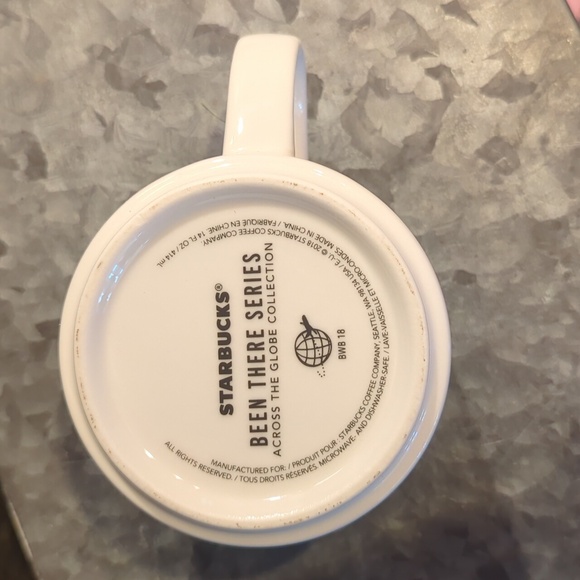 STARBUCKS®
BEEN THERE SERIES
ACROSS THE GLOBE COLLECTION
BWB 18
MANUFACTURED FOR: / PRODUIT POUR: STARBUCKS COFFEE COMPANY, SEATTLE, WA 98134 USA / E.-U. © 2018 STARBUCKS COFFEE COMPANY.
ALL RIGHTS RESERVED. / TOUS DROITS RÉSERVÉS. MICROWAVE- AND DISHWASHER-SAFE. / LAVE-VAISSELLE ET MICRO-ONDES. MADE IN CHINA. / FABRIQUÉ EN CHINE. 14 FL OZ / 414 mL